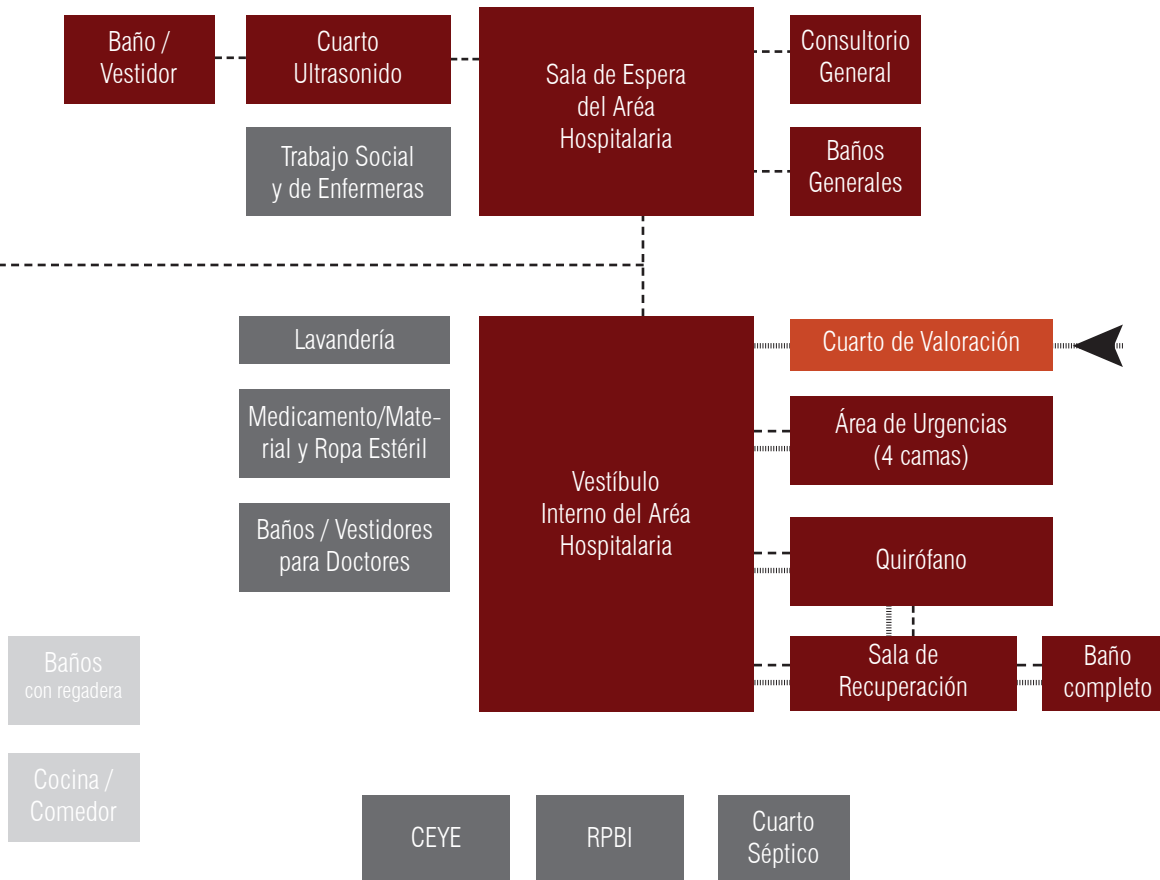 Baño /
Vestidor
Cuarto
Ultrasonido
Sala de Espera
del Aréa
Hospitalaria
Consultorio
General
Trabajo Social
y de Enfermeras
Baños
Generales
Lavandería
Cuarto de Valoración
Medicamento/Mate-
rial y Ropa Estéril
Área de Urgencias
(4 camas)
Vestíbulo
Interno del Aréa
Hospitalaria
Baños / Vestidores
para Doctores
Quirófano
Baños
con regadera
Sala de
Recuperación
Baño
completo
Cocina /
Comedor
CEYE
RPBI
Cuarto
Séptico